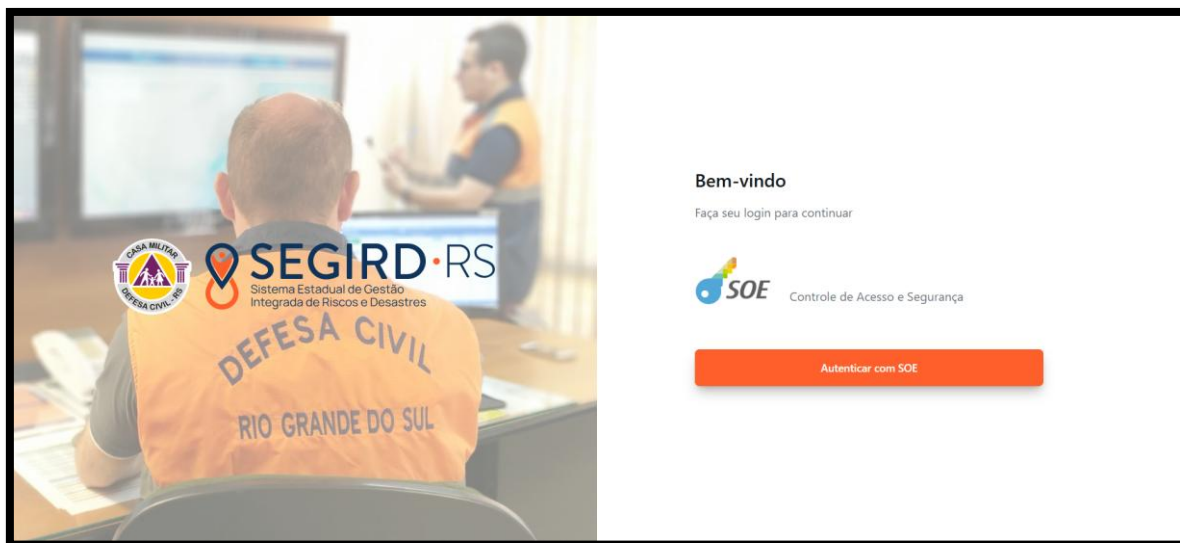 CASA MILITAR
DEFESA CIVIL - RS
SEGIRD·RS
Sistema Estadual de Gestão
Integrada de Riscos e Desastres
DEFESA CIVIL
RIO GRANDE DO SUL
Bem-vindo
Faça seu login para continuar
SOE
Controle de Acesso e Segurança
Autenticar com SOE